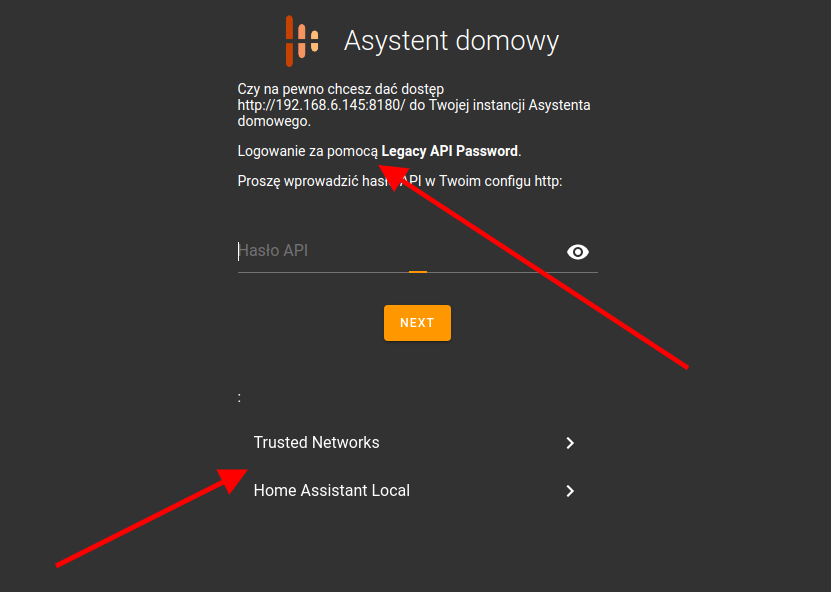 Asystent domowy
Czy na pewno chcesz dać dostęp
http://192.168.6.145:8180/ do Twojej instancji Asystenta
domowego.
Logowanie za pomocą Legacy API Password.
Proszę wprowadzić hasło API w Twoim configu http:
Hasło API
NEXT
:
Trusted Networks
Home Assistant Local